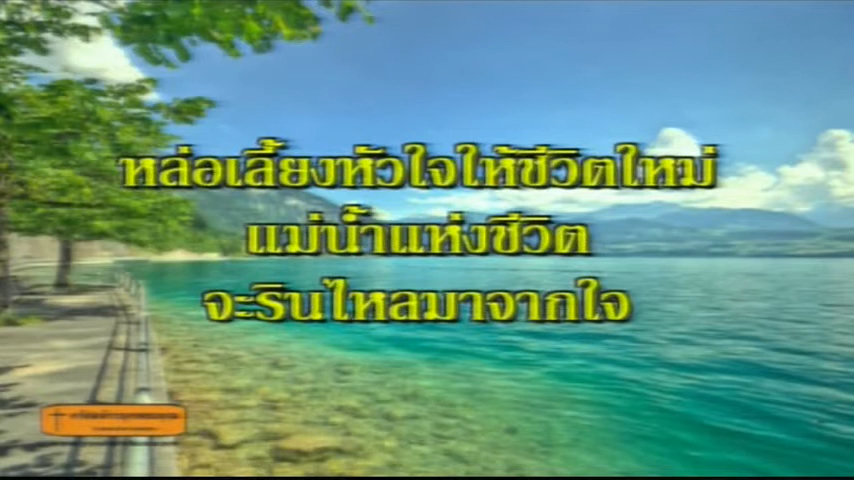 หล่อเลี้ยงหัวใจให้ชีวิตใหม่
แม่น้ำแห่งชีวิต
จะรินไหลมาจากใจ